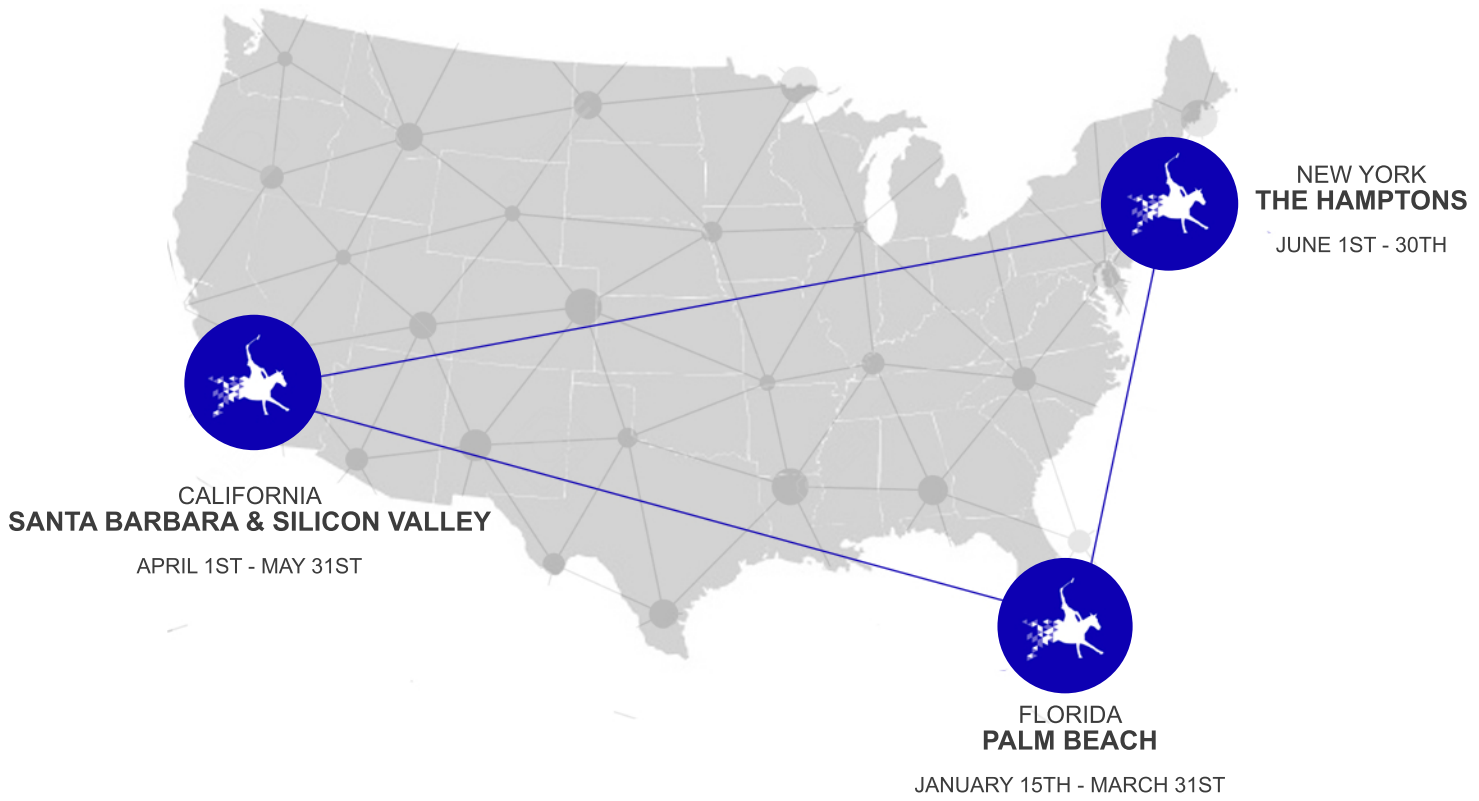 NEW YORK
THE HAMPTONS
JUNE 1ST - 30TH
CALIFORNIA
SANTA BARBARA & SILICON VALLEY
APRIL 1ST - MAY 31ST
FLORIDA
PALM BEACH
JANUARY 15TH - MARCH 31ST